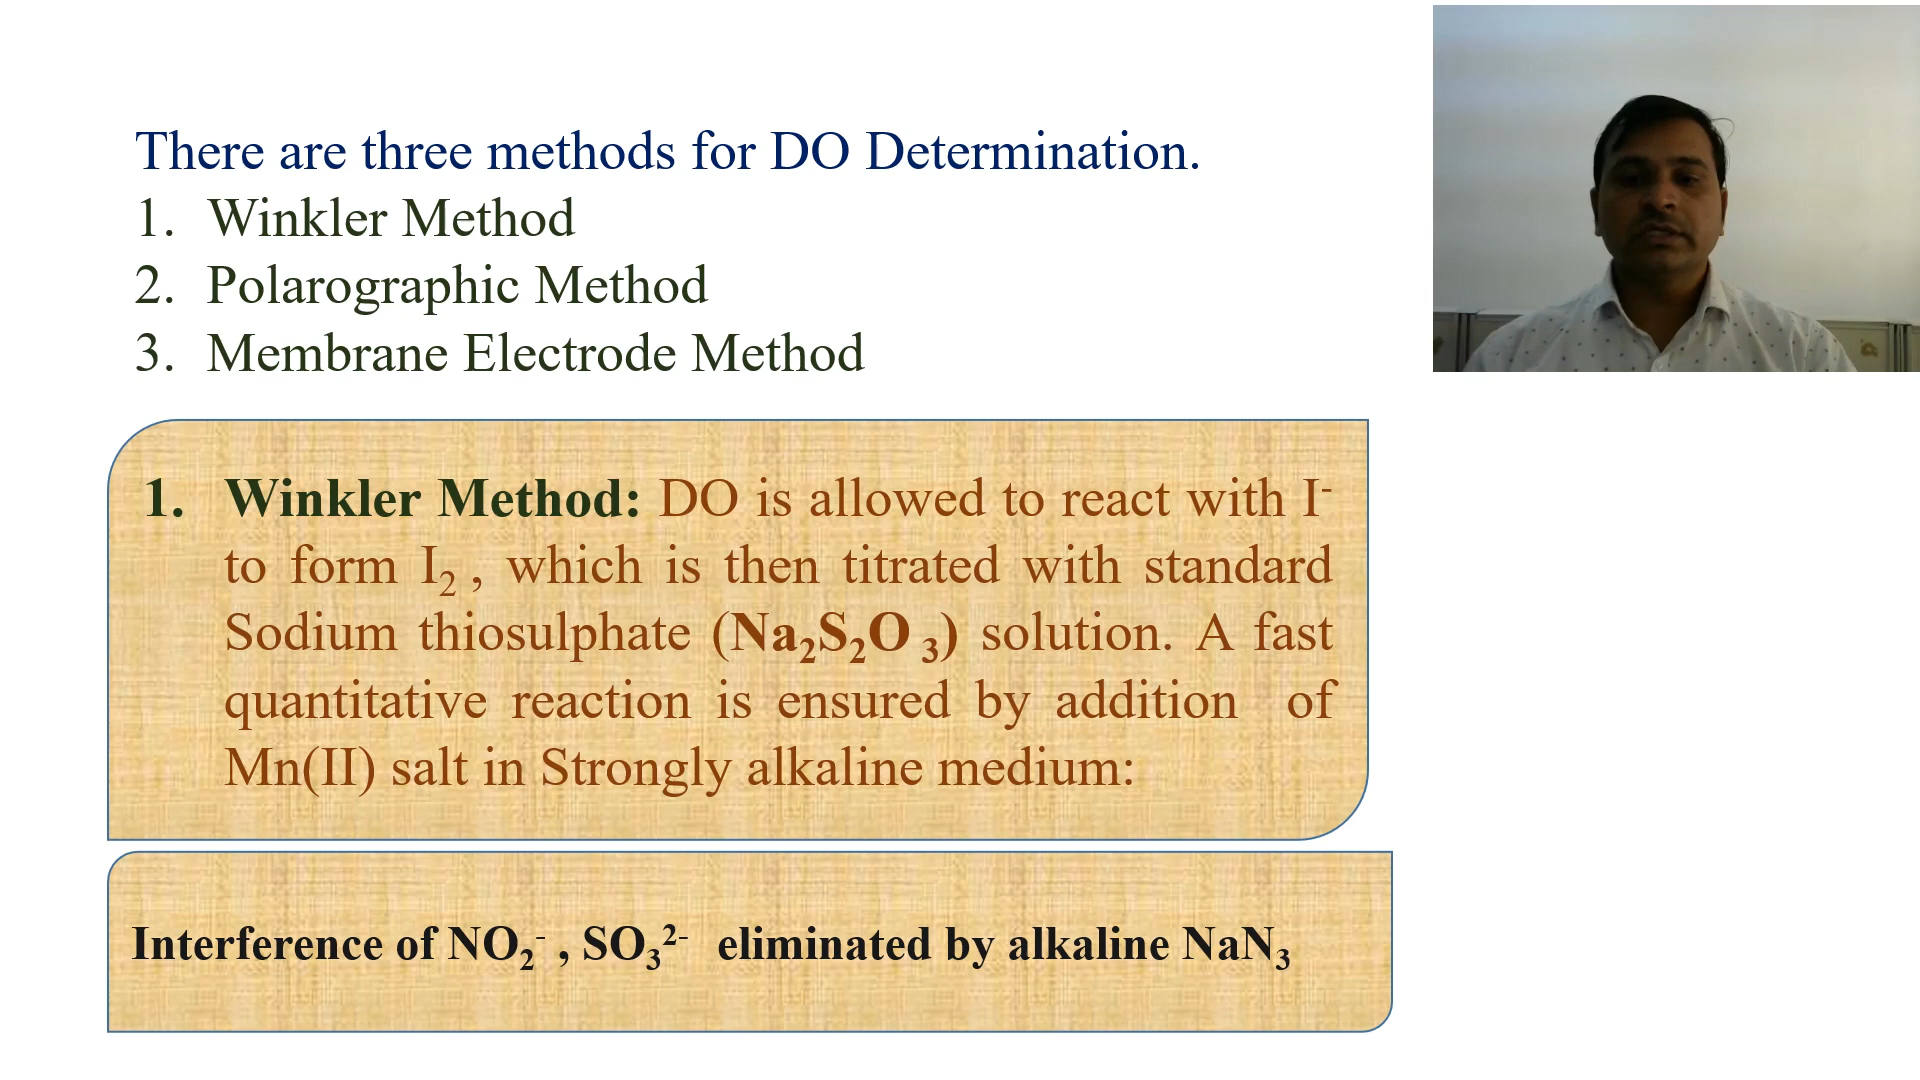 There are three methods for DO Determination.
1. Winkler Method
2. Polarographic Method
3. Membrane Electrode Method
1. Winkler Method: DO is allowed to react with I⁻
to form I₂ , which is then titrated with standard
Sodium thiosulphate (Na₂S₂O ₃) solution. A fast
quantitative reaction is ensured by addition of
Mn(II) salt in Strongly alkaline medium:
Interference of NO₂⁻ , SO₃²⁻ eliminated by alkaline NaN₃